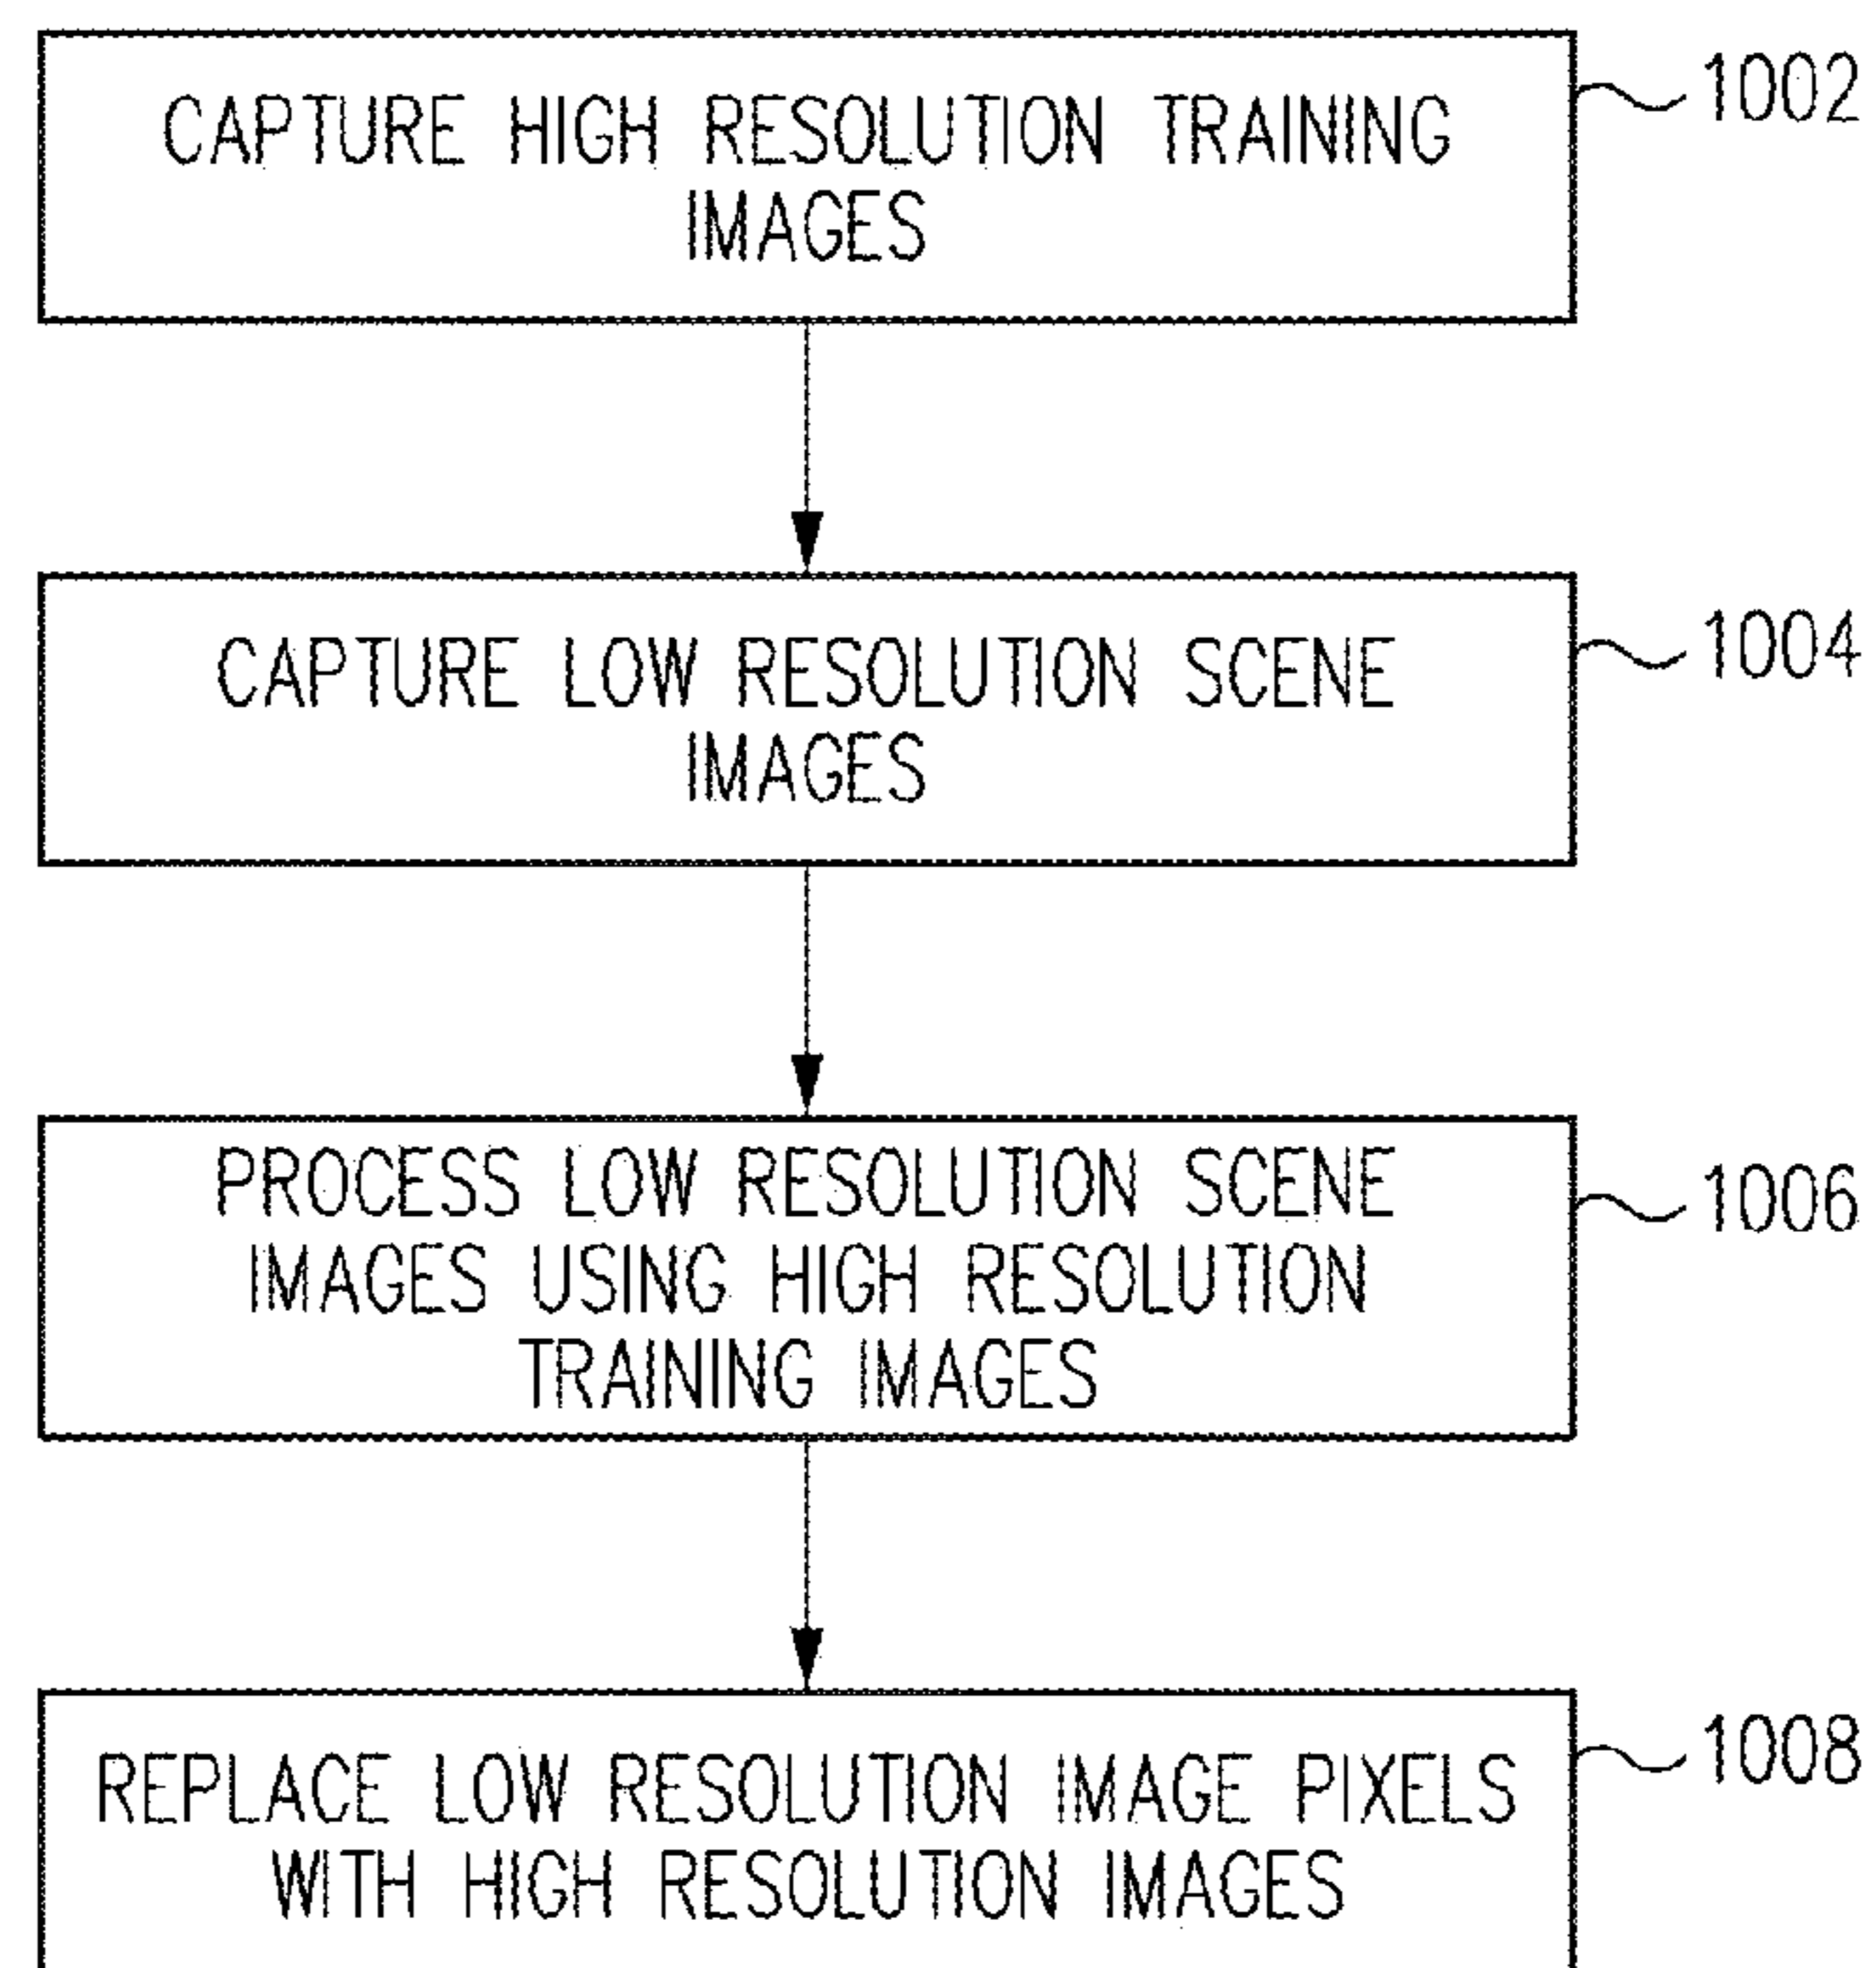 CAPTURE HIGH RESOLUTION TRAINING
IMAGES
1002
CAPTURE LOW RESOLUTION SCENE
IMAGES
1004
PROCESS LOW RESOLUTION SCENE
IMAGES USING HIGH RESOLUTION
TRAINING IMAGES
1006
REPLACE LOW RESOLUTION IMAGE PIXELS
WITH HIGH RESOLUTION IMAGES
1008